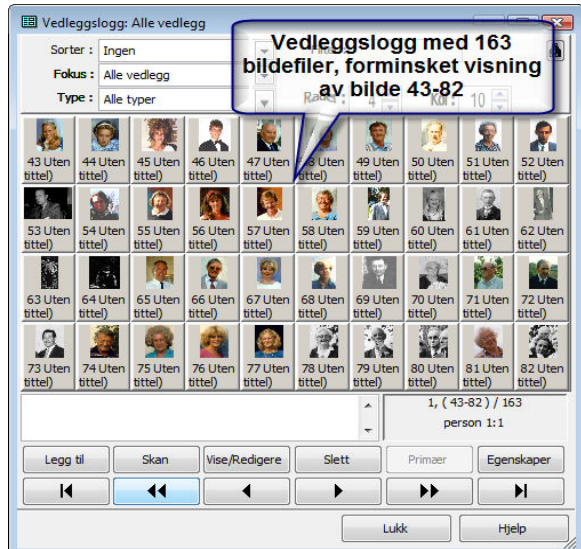 Vedleggslogg: Alle vedlegg
Vedleggslogg med 163
bildefiler, forminsket visning
av bilde 43-82
Sorter : Ingen
Fokus : Alle vedlegg
Type : Alle typer
Rader : 4 Kol : 10
43 Uten 44 Uten 45 Uten 46 Uten 47 Uten 48 Uten 49 Uten 50 Uten 51 Uten 52 Uten
tittel) tittel) tittel) tittel) tittel) tittel) tittel) tittel) tittel) tittel)
53 Uten 54 Uten 55 Uten 56 Uten 57 Uten 58 Uten 59 Uten 60 Uten 61 Uten 62 Uten
tittel) tittel) tittel) tittel) tittel) tittel) tittel) tittel) tittel) tittel)
63 Uten 64 Uten 65 Uten 66 Uten 67 Uten 68 Uten 69 Uten 70 Uten 71 Uten 72 Uten
tittel) tittel) tittel) tittel) tittel) tittel) tittel) tittel) tittel) tittel)
73 Uten 74 Uten 75 Uten 76 Uten 77 Uten 78 Uten 79 Uten 80 Uten 81 Uten 82 Uten
tittel) tittel) tittel) tittel) tittel) tittel) tittel) tittel) tittel) tittel)
1, ( 43-82 ) / 163
person 1:1
Legg til Skan Vise/Redigere Slett Primær Egenskaper
Lukk Hjelp